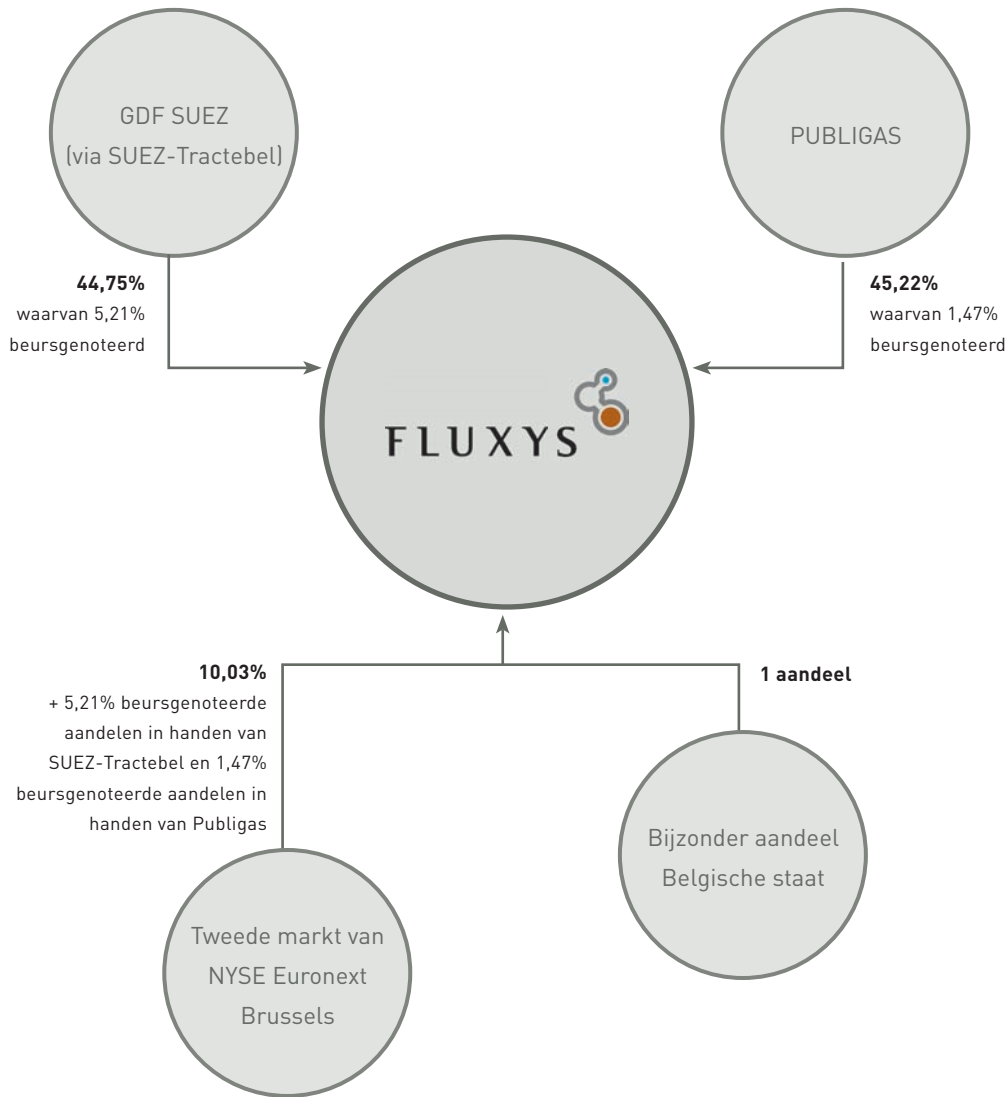 GDF SUEZ
(via SUEZ-Tractebel)
PUBLIGAS
44,75%
waarvan 5,21%
beursgenoteerd
45,22%
waarvan 1,47%
beursgenoteerd
FLUXYS
10,03%
+ 5,21% beursgenoteerde
aandelen in handen van
SUEZ-Tractebel en 1,47%
beursgenoteerde aandelen in
handen van Publigas
1 aandeel
Bijzonder aandeel
Belgische staat
Tweede markt van
NYSE Euronext
Brussels